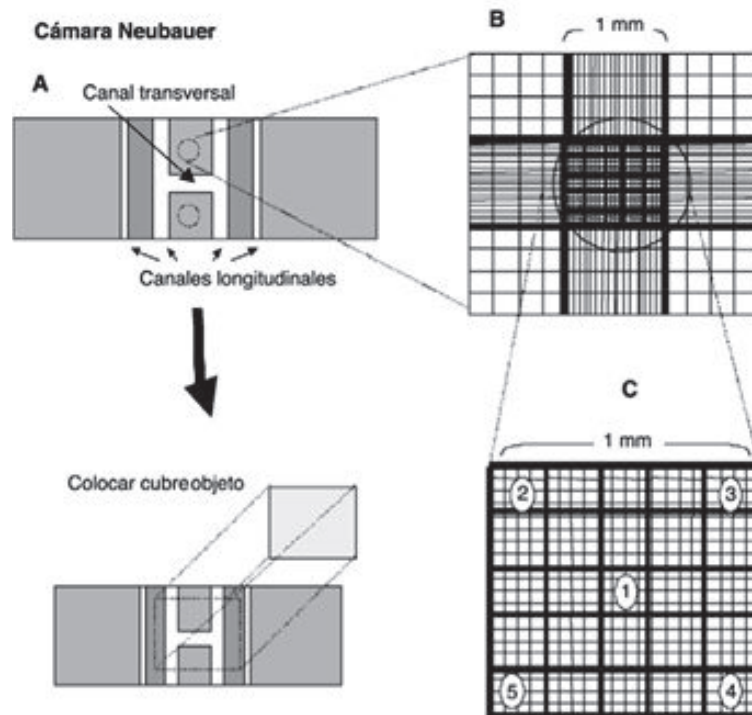 Cámara Neubauer
A
Canal transversal
Canales longitudinales
Colocar cubreobjeto
B
1 mm
C
1 mm
2
3
1
5
4